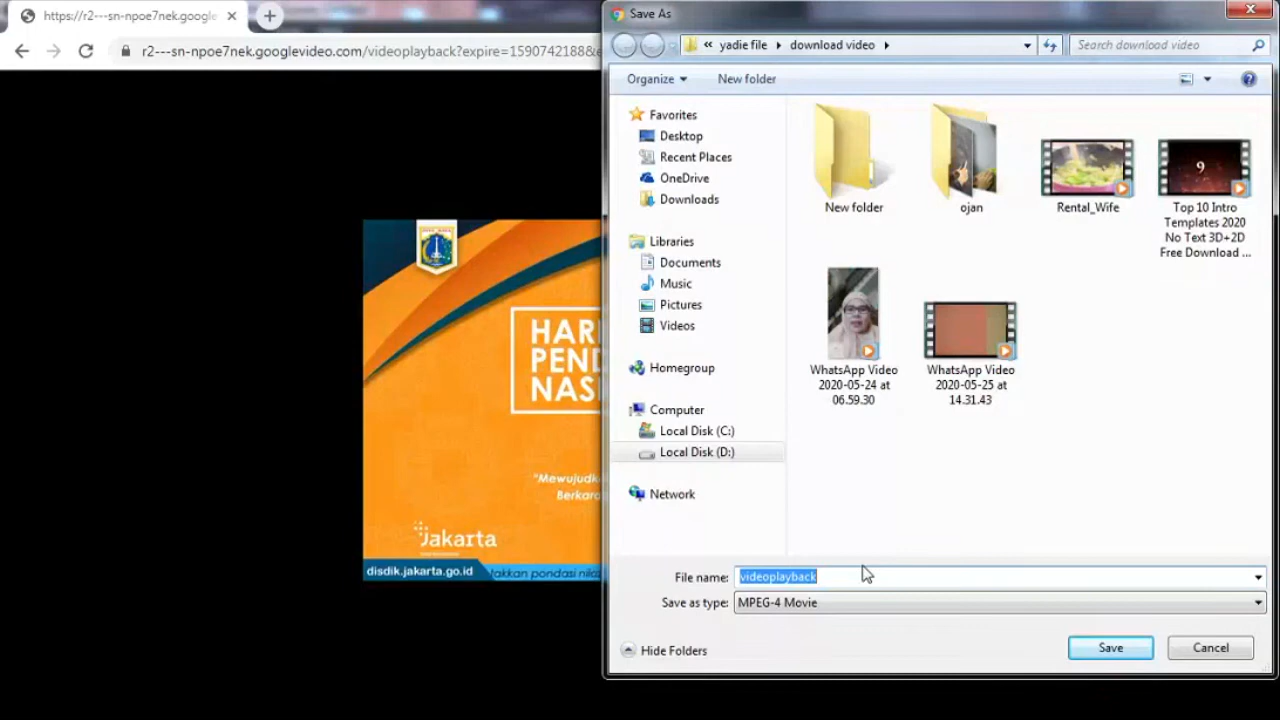 https://r2---sn-npoe7nek.google
r2---sn-npoe7nek.googlevideo.com/videoplayback?expire=1590742188&e
HARI
PEND
NASI
"Mewujudk
Berkara
Jakarta
disdik.jakarta.go.id
lakkan pondasi nila
Save As
« yadie file
download video
Search download video
Organize
New folder
Favorites
Desktop
Recent Places
OneDrive
Downloads
Libraries
Documents
Music
Pictures
Videos
Homegroup
Computer
Local Disk (C:)
Local Disk (D:)
Network
New folder
ojan
Rental_Wife
9
Top 10 Intro
Templates 2020
No Text 3D+2D
Free Download ...
WhatsApp Video
2020-05-24 at
06.59.30
WhatsApp Video
2020-05-25 at
14.31.43
File name:
videoplayback
Save as type:
MPEG-4 Movie
Hide Folders
Save
Cancel